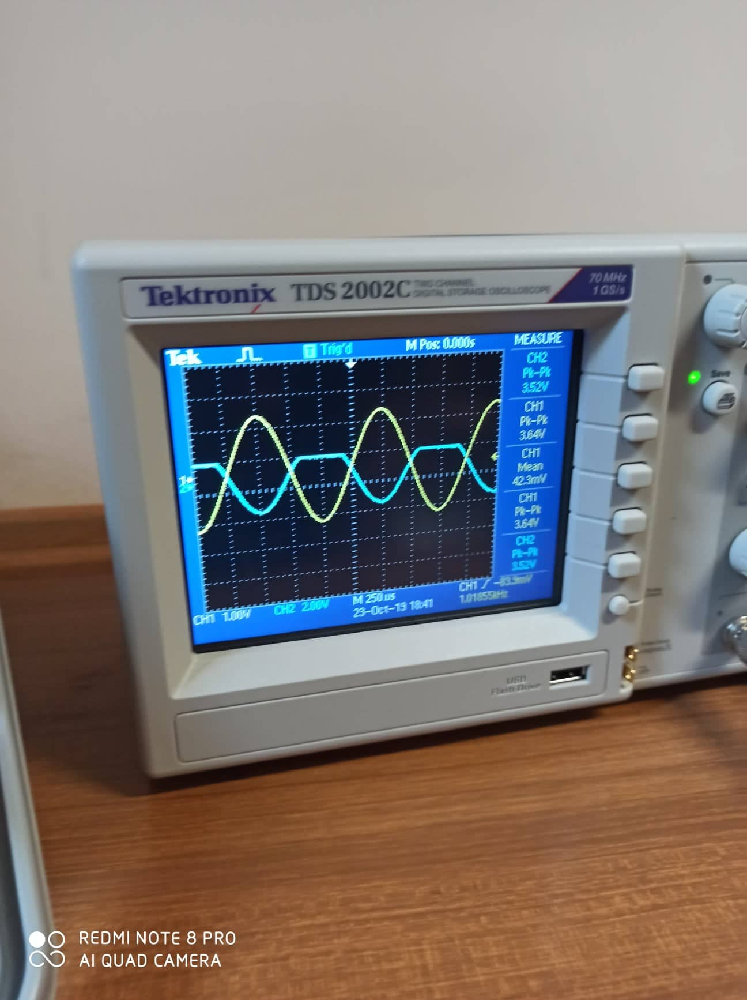 Tektronix TDS 2002C TWO CHANNEL
DIGITAL STORAGE OSCILLOSCOPE
70 MHz
1 GS/s
Tek T Trig'd M Pos: 0.000s MEASURE
CH2
Pk-Pk
3.52V
CH1
Pk-Pk
3.64V
CH1
Mean
42.3mV
CH1
Pk-Pk
3.64V
CH2
Pk-Pk
3.52V
CH1 1.00V CH2 2.00V M 250us CH1 / -83.9mV
23-Oct-19 18:41 1.01855kHz
Save
USB
Flash Drive
REDMI NOTE 8 PRO
AI QUAD CAMERA